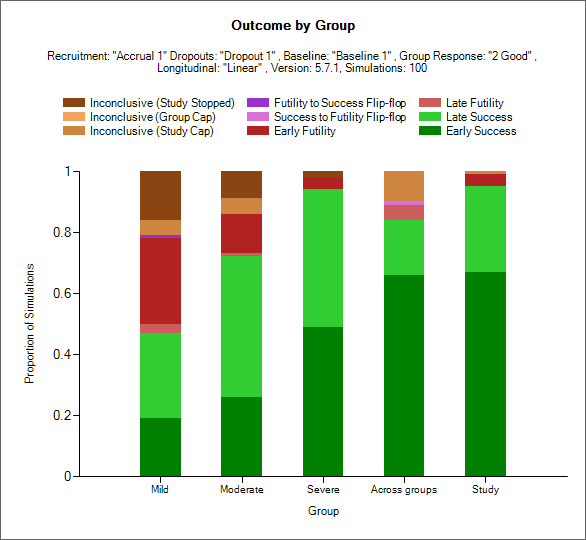 Outcome by Group
Recruitment: "Accrual 1" Dropouts: "Dropout 1" , Baseline: "Baseline 1" , Group Response: "2 Good" ,
Longitudinal: "Linear" , Version: 5.7.1, Simulations: 100
Inconclusive (Study Stopped) Futility to Success Flip-flop Late Futility
Inconclusive (Group Cap) Success to Futility Flip-flop Late Success
Inconclusive (Study Cap) Early Futility Early Success
1
0.8
0.6
0.4
0.2
0
Proportion of Simulations
Mild Moderate Severe Across groups Study
Group